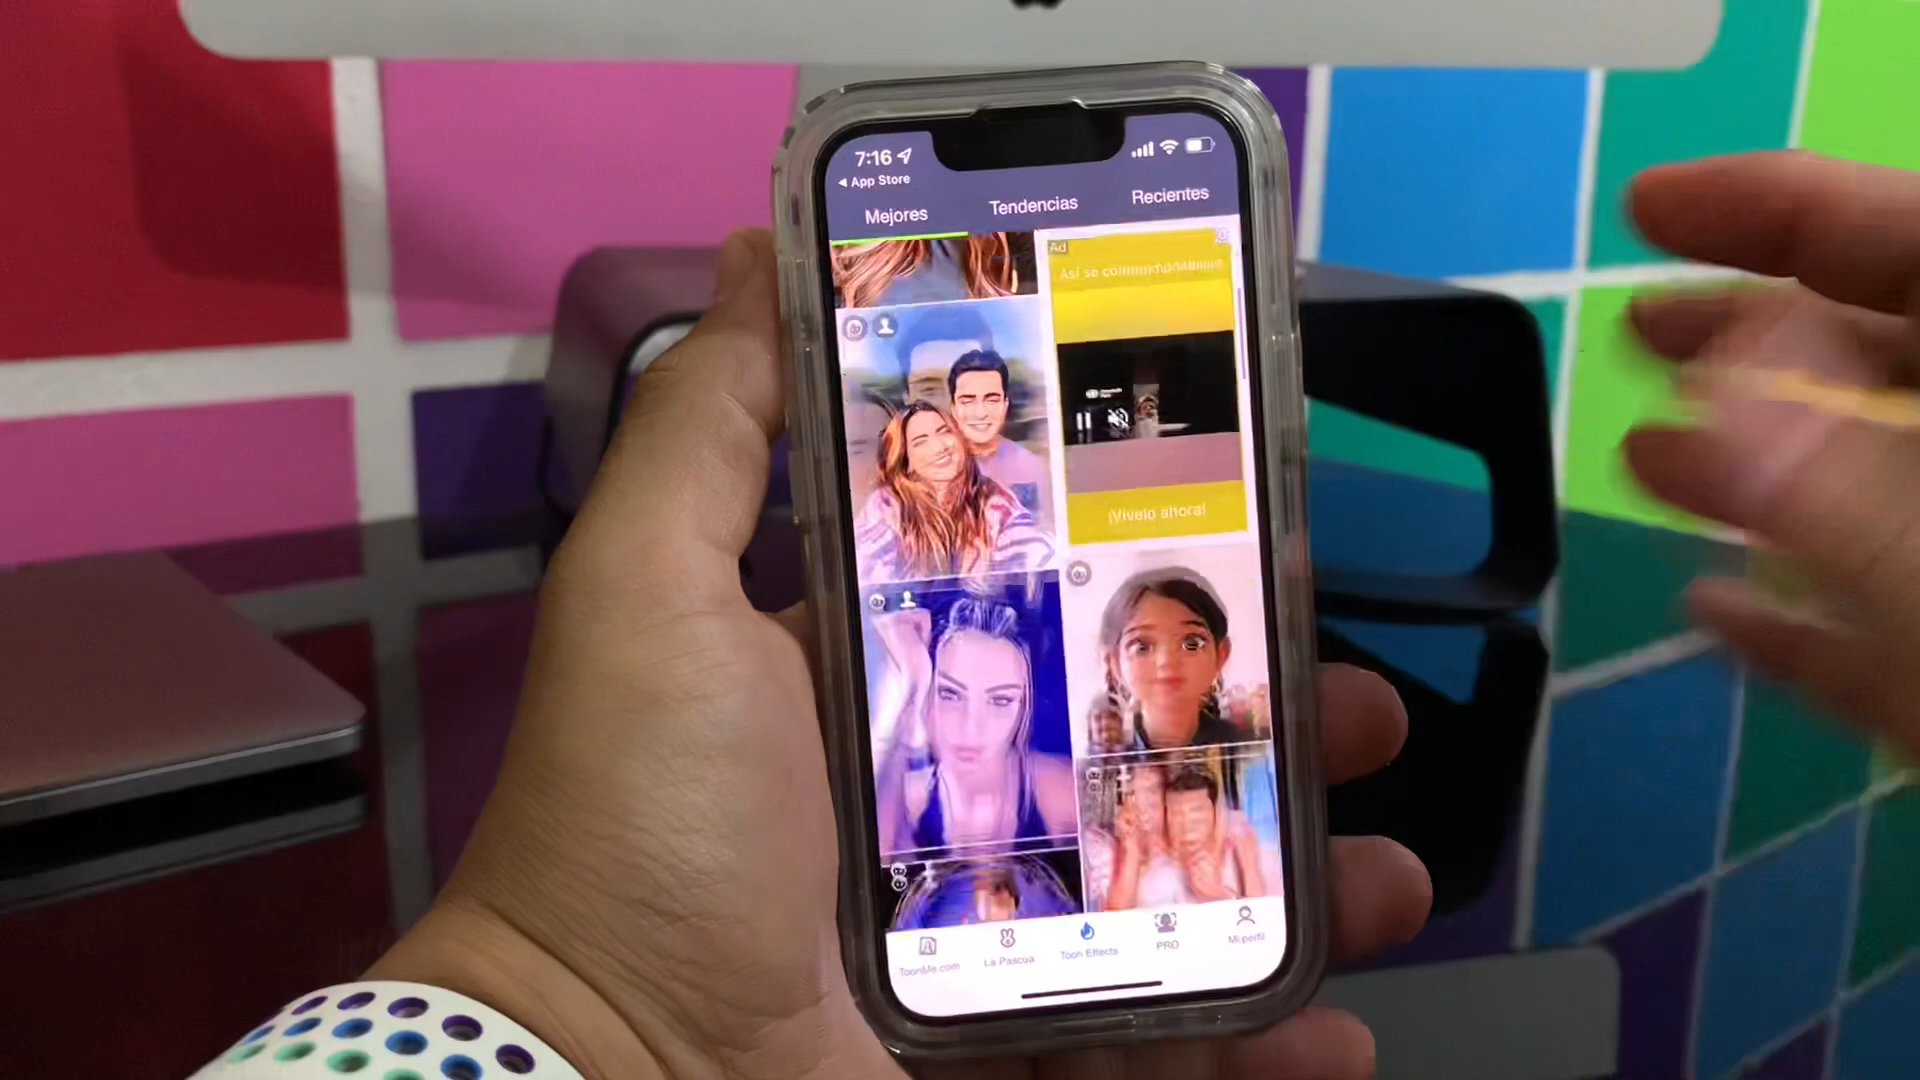 7:16
App Store
Mejores
Tendencias
Recientes
Ad
¡Vívelo ahora!
ToonMe.com
La Pascua
Toon Effects
PRO
Mi perfil